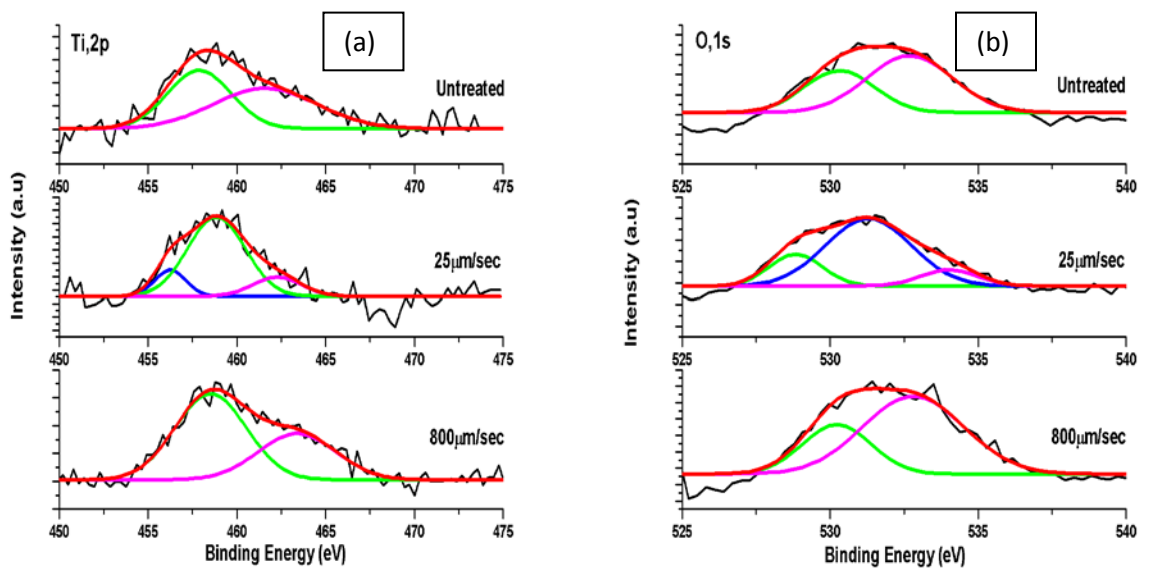 Ti,2p
(a)
Untreated
450 455 460 465 470 475
25μm/sec
450 455 460 465 470 475
800μm/sec
450 455 460 465 470 475
Binding Energy (eV)
Intensity (a.u)
O,1s
(b)
Untreated
525 530 535 540
25μm/sec
525 530 535 540
800μm/sec
525 530 535 540
Binding Energy (eV)
Intensity (a.u)